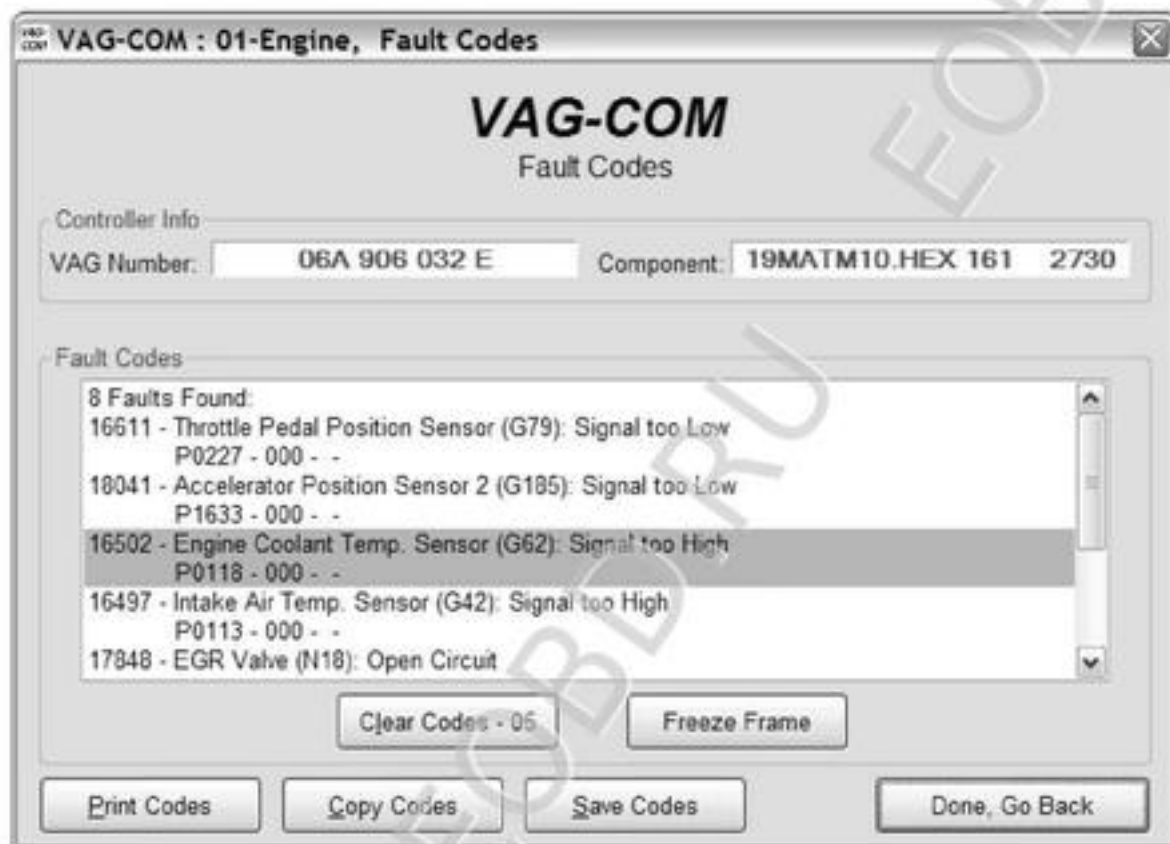 VAG-COM : 01-Engine, Fault Codes
VAG-COM
Fault Codes
Controller Info
VAG Number: 06A 906 032 E Component: 19MATM10.HEX 161 2730
Fault Codes
8 Faults Found:
16611 - Throttle Pedal Position Sensor (G79): Signal too Low
P0227 - 000 - -
18041 - Accelerator Position Sensor 2 (G185): Signal too Low
P1633 - 000 - -
16502 - Engine Coolant Temp. Sensor (G62): Signal too High
P0118 - 000 - -
16497 - Intake Air Temp. Sensor (G42): Signal too High
P0113 - 000 - -
17848 - EGR Valve (N18): Open Circuit
Clear Codes - 05 Freeze Frame
Print Codes Copy Codes Save Codes Done, Go Back
EOBD.RU